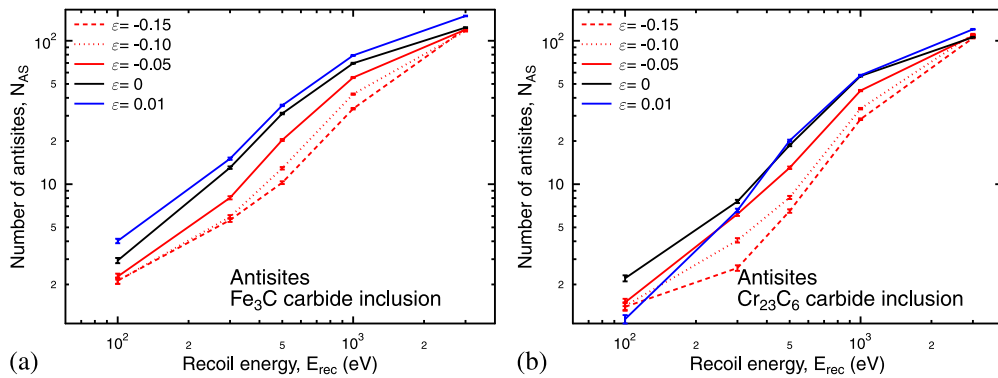 ε= -0.15
ε= -0.10
ε= -0.05
ε= 0
ε= 0.01
10²
2
10
5
2
Number of antisites, N_AS
Antisites
Fe₃C carbide inclusion
10² 2 5 10³ 2
Recoil energy, E_rec (eV)
(a)
ε= -0.15
ε= -0.10
ε= -0.05
ε= 0
ε= 0.01
10²
2
10
5
2
Number of antisites, N_AS
Antisites
Cr₂₃C₆ carbide inclusion
10² 2 5 10³ 2
Recoil energy, E_rec (eV)
(b)